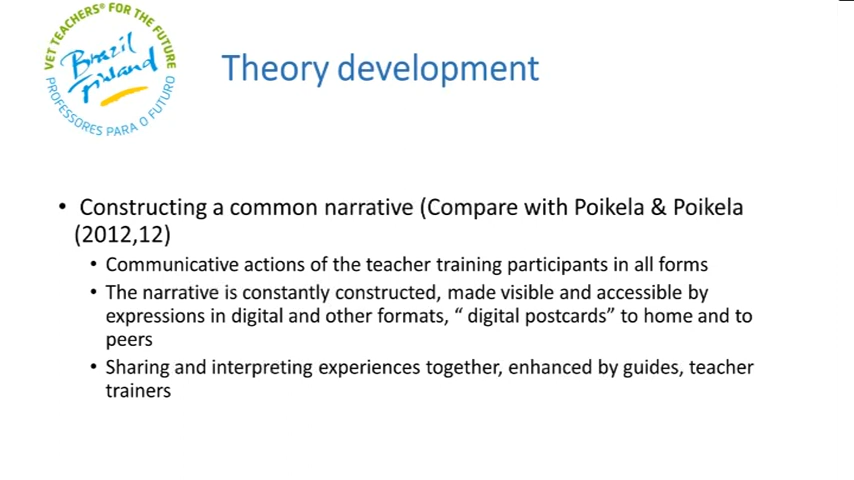 VET TEACHERS® FOR THE FUTURE
Brazil
Finland
PROFESSORES PARA O FUTURO
Theory development
• Constructing a common narrative (Compare with Poikela & Poikela
(2012,12)
• Communicative actions of the teacher training participants in all forms
• The narrative is constantly constructed, made visible and accessible by
expressions in digital and other formats, “ digital postcards” to home and to
peers
• Sharing and interpreting experiences together, enhanced by guides, teacher
trainers